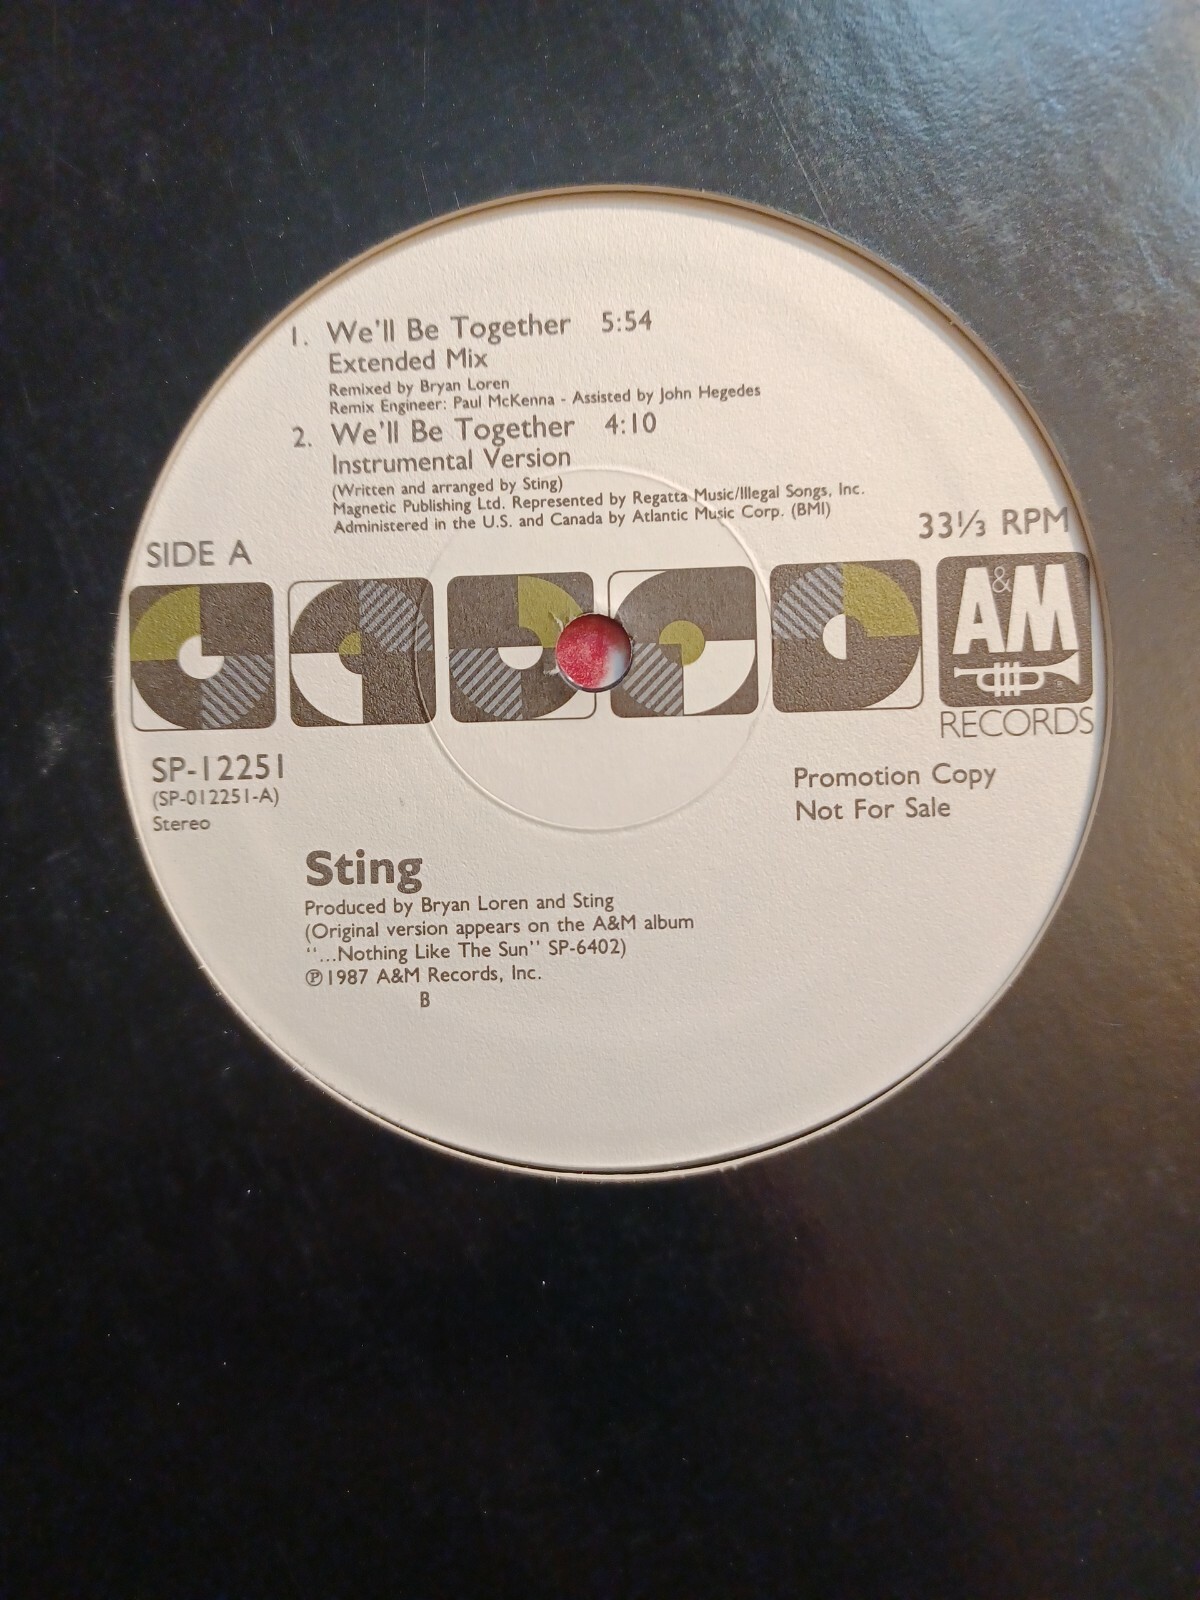 1. We'll Be Together 5:54
Extended Mix
Remixed by Bryan Loren
Remix Engineer: Paul McKenna - Assisted by John Hegedes
2. We'll Be Together 4:10
Instrumental Version
(Written and arranged by Sting)
Magnetic Publishing Ltd. Represented by Regatta Music/Illegal Songs, Inc.
Administered in the U.S. and Canada by Atlantic Music Corp. (BMI)
SIDE A
33⅓ RPM
A&M
®
RECORDS
SP-12251
(SP-012251-A)
Stereo
Promotion Copy
Not For Sale
Sting
Produced by Bryan Loren and Sting
(Original version appears on the A&M album
"...Nothing Like The Sun" SP-6402)
℗1987 A&M Records, Inc.
B